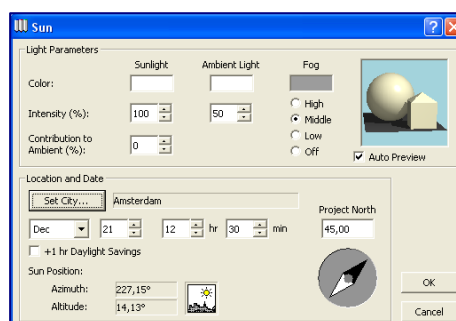 Sun
Light Parameters
Sunlight Ambient Light Fog
Color:
Intensity (%): 100 50
High
Middle
Low
Off
Contribution to
Ambient (%): 0
Auto Preview
Location and Date
Set City... Amsterdam
Project North
Dec 21 12 hr 30 min 45,00
+1 hr Daylight Savings
Sun Position:
Azimuth: 227,15°
Altitude: 14,13°
OK
Cancel